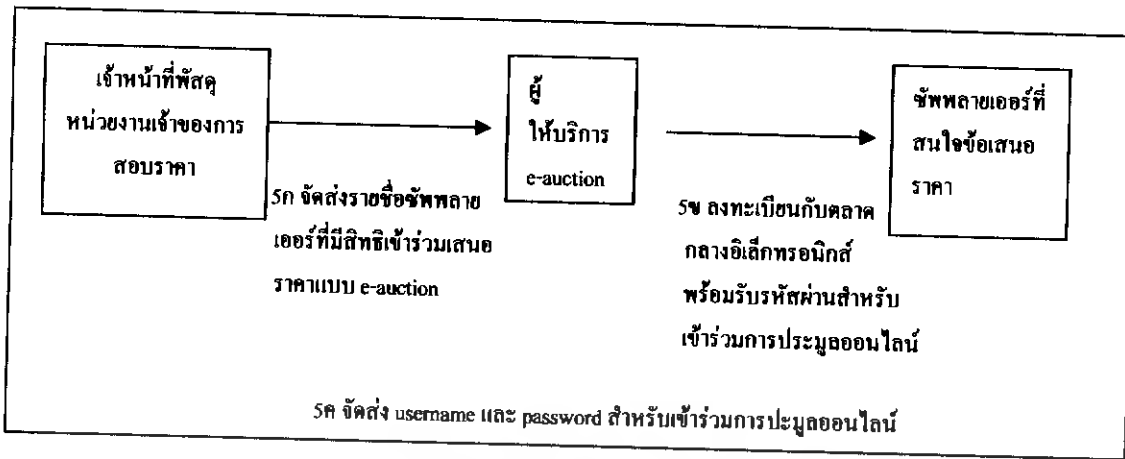 เจ้าหน้าที่พัสดุ
หน่วยงานเจ้าของการ
สอบราคา
5ก จัดส่งรายชื่อซัพพลาย
เออร์ที่มีสิทธิเข้าร่วมเสนอ
ราคาแบบ e-auction
ผู้
ให้บริการ
e-auction
5ข ลงทะเบียนกับตลาด
กลางอิเล็กทรอนิกส์
พร้อมรับรหัสผ่านสำหรับ
เข้าร่วมการประมูลออนไลน์
ซัพพลายเออร์ที่
สนใจข้อเสนอ
ราคา
5ค จัดส่ง username และ password สำหรับเข้าร่วมการปะมูลออนไลน์